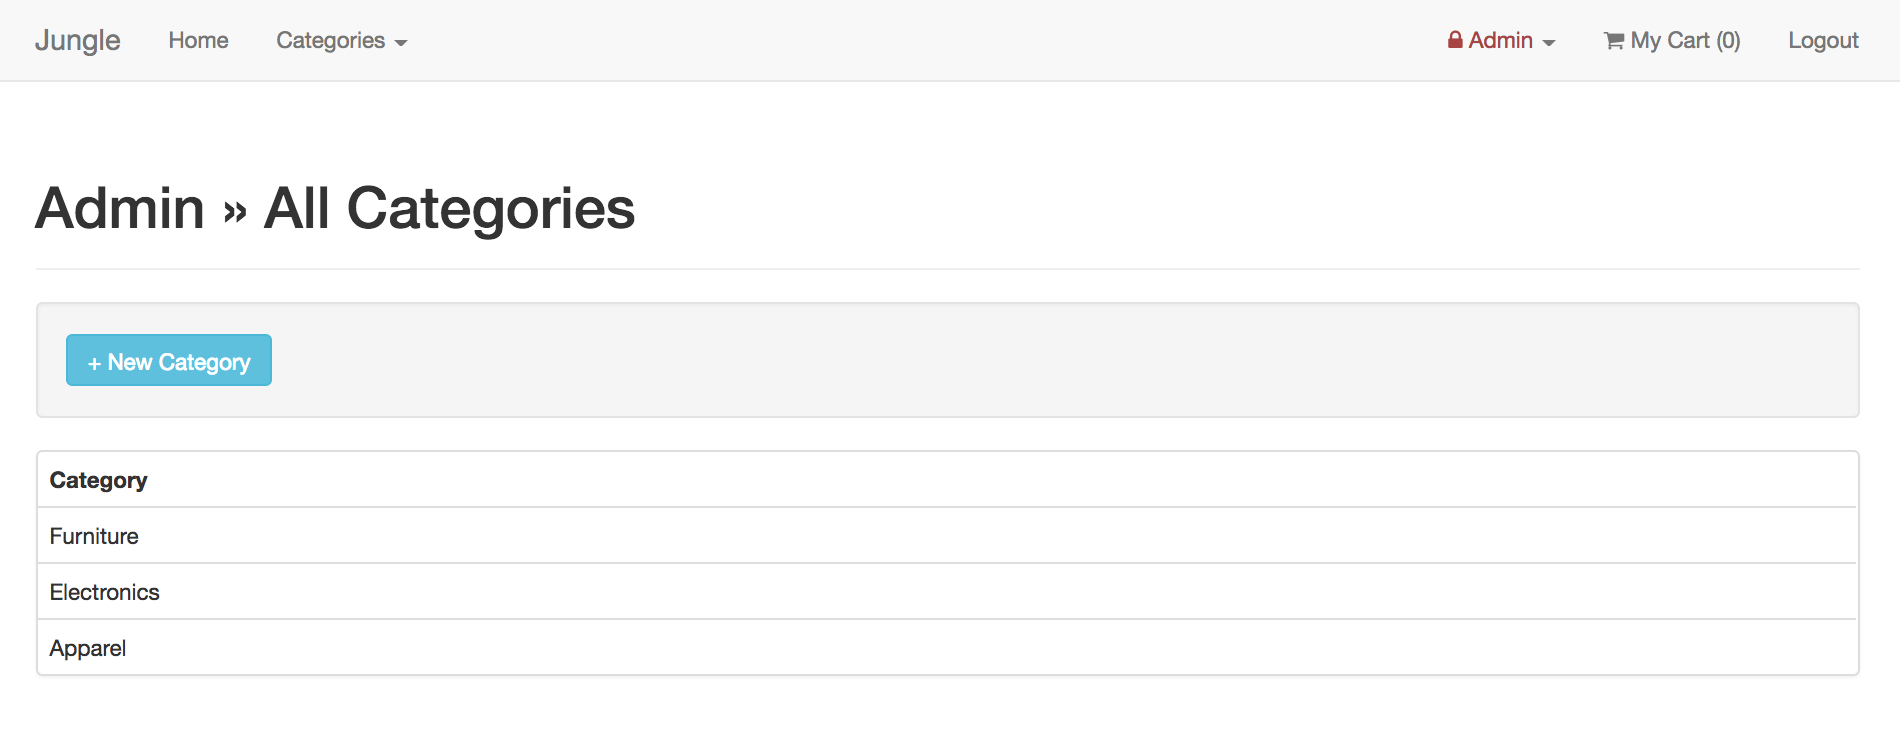 Jungle Home Categories Admin My Cart (0) Logout
Admin » All Categories
+ New Category
Category
Furniture
Electronics
Apparel